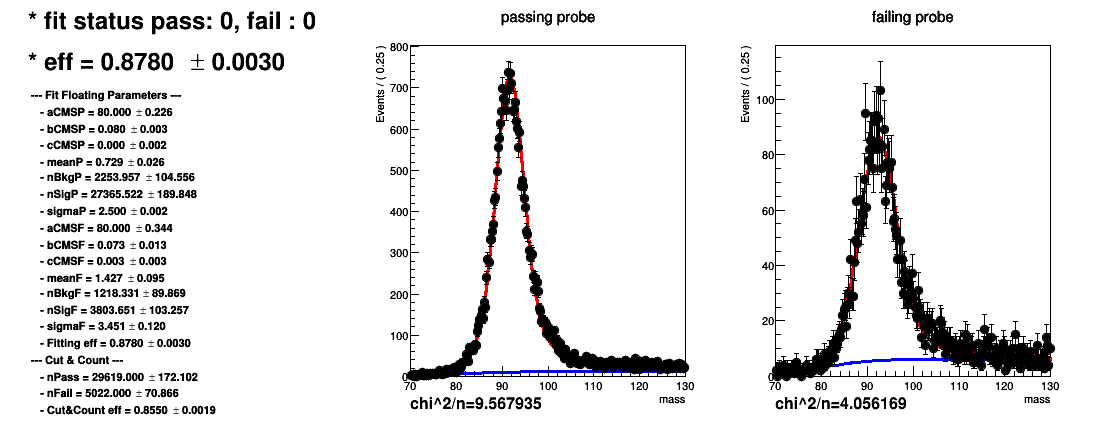 * fit status pass: 0, fail : 0
* eff = 0.8780 ± 0.0030
--- Fit Floating Parameters ---
- aCMSP = 80.000 ± 0.226
- bCMSP = 0.080 ± 0.003
- cCMSP = 0.000 ± 0.002
- meanP = 0.729 ± 0.026
- nBkgP = 2253.957 ± 104.556
- nSigP = 27365.522 ± 189.848
- sigmaP = 2.500 ± 0.002
- aCMSF = 80.000 ± 0.344
- bCMSF = 0.073 ± 0.013
- cCMSF = 0.003 ± 0.003
- meanF = 1.427 ± 0.095
- nBkgF = 1218.331 ± 89.869
- nSigF = 3803.651 ± 103.257
- sigmaF = 3.451 ± 0.120
- Fitting eff = 0.8780 ± 0.0030
--- Cut & Count ---
- nPass = 29619.000 ± 172.102
- nFail = 5022.000 ± 70.866
- Cut&Count eff = 0.8550 ± 0.0019
passing probe
Events / ( 0.25 )
800
700
600
500
400
300
200
100
0
70 80 90 100 110 120 130
mass
chi^2/n=9.567935
failing probe
Events / ( 0.25 )
100
80
60
40
20
0
70 80 90 100 110 120 130
mass
chi^2/n=4.056169